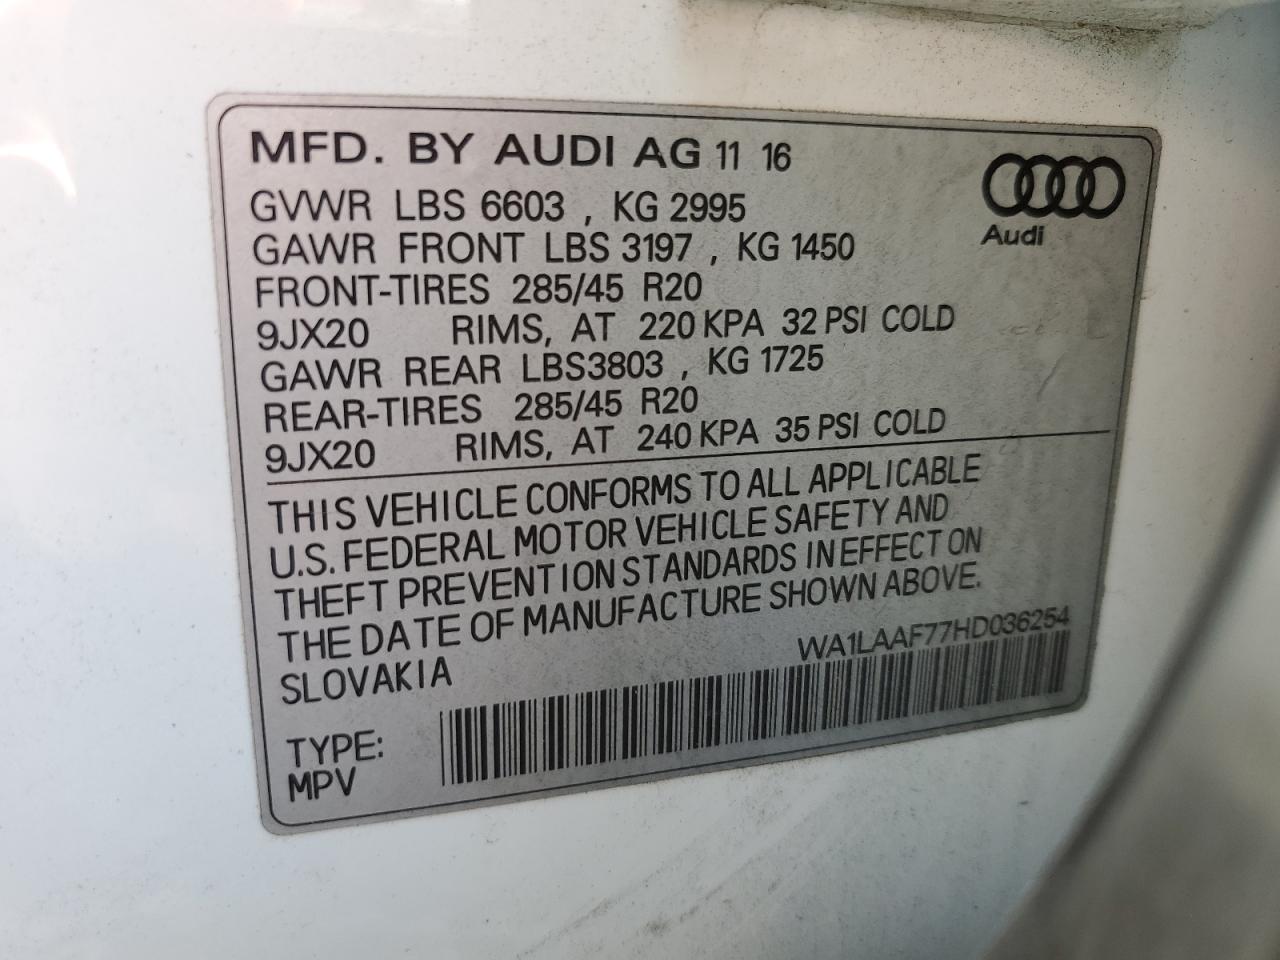 MFD. BY AUDI AG 11 16
GVWR LBS 6603 , KG 2995
GAWR FRONT LBS 3197 , KG 1450
FRONT-TIRES 285/45 R20
9JX20 RIMS, AT 220 KPA 32 PSI COLD
GAWR REAR LBS3803 , KG 1725
REAR-TIRES 285/45 R20
9JX20 RIMS, AT 240 KPA 35 PSI COLD
Audi
THIS VEHICLE CONFORMS TO ALL APPLICABLE
U.S. FEDERAL MOTOR VEHICLE SAFETY AND
THEFT PREVENTION STANDARDS IN EFFECT ON
THE DATE OF MANUFACTURE SHOWN ABOVE.
SLOVAKIA
WA1LAAF77HD036254
TYPE:
MPV